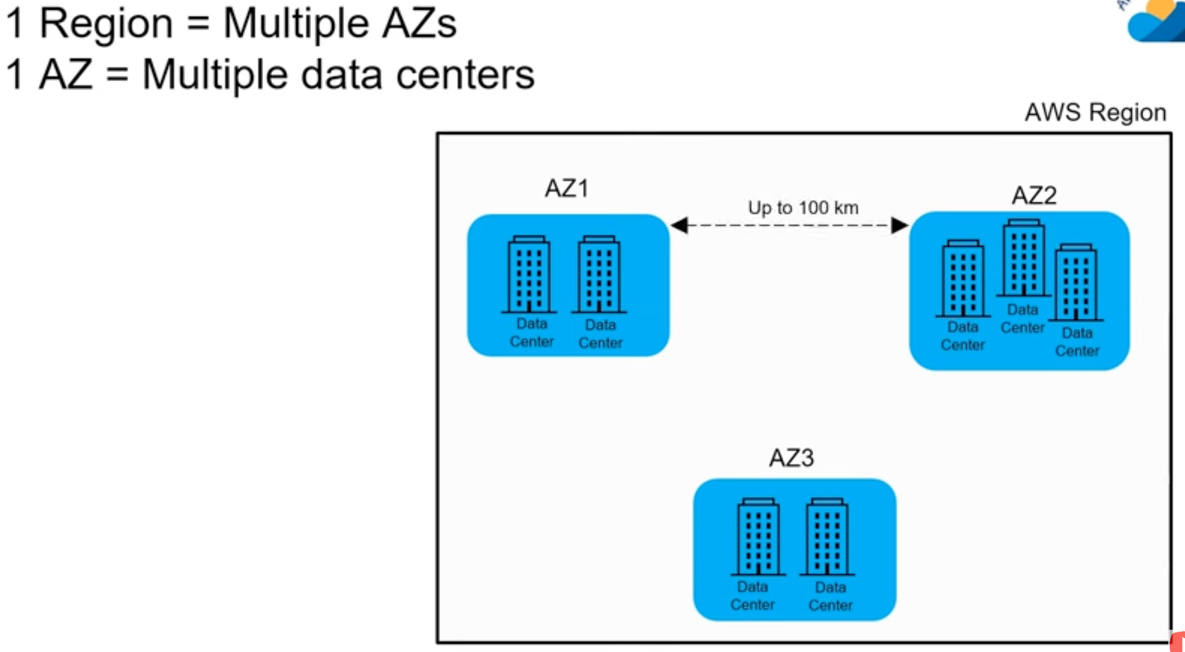 1 Region = Multiple AZs
1 AZ = Multiple data centers
AWS Region
AZ1
Up to 100 km
AZ2
Data
Center
Data
Center
Data
Center
Data
Center
Data
Center
AZ3
Data
Center
Data
Center